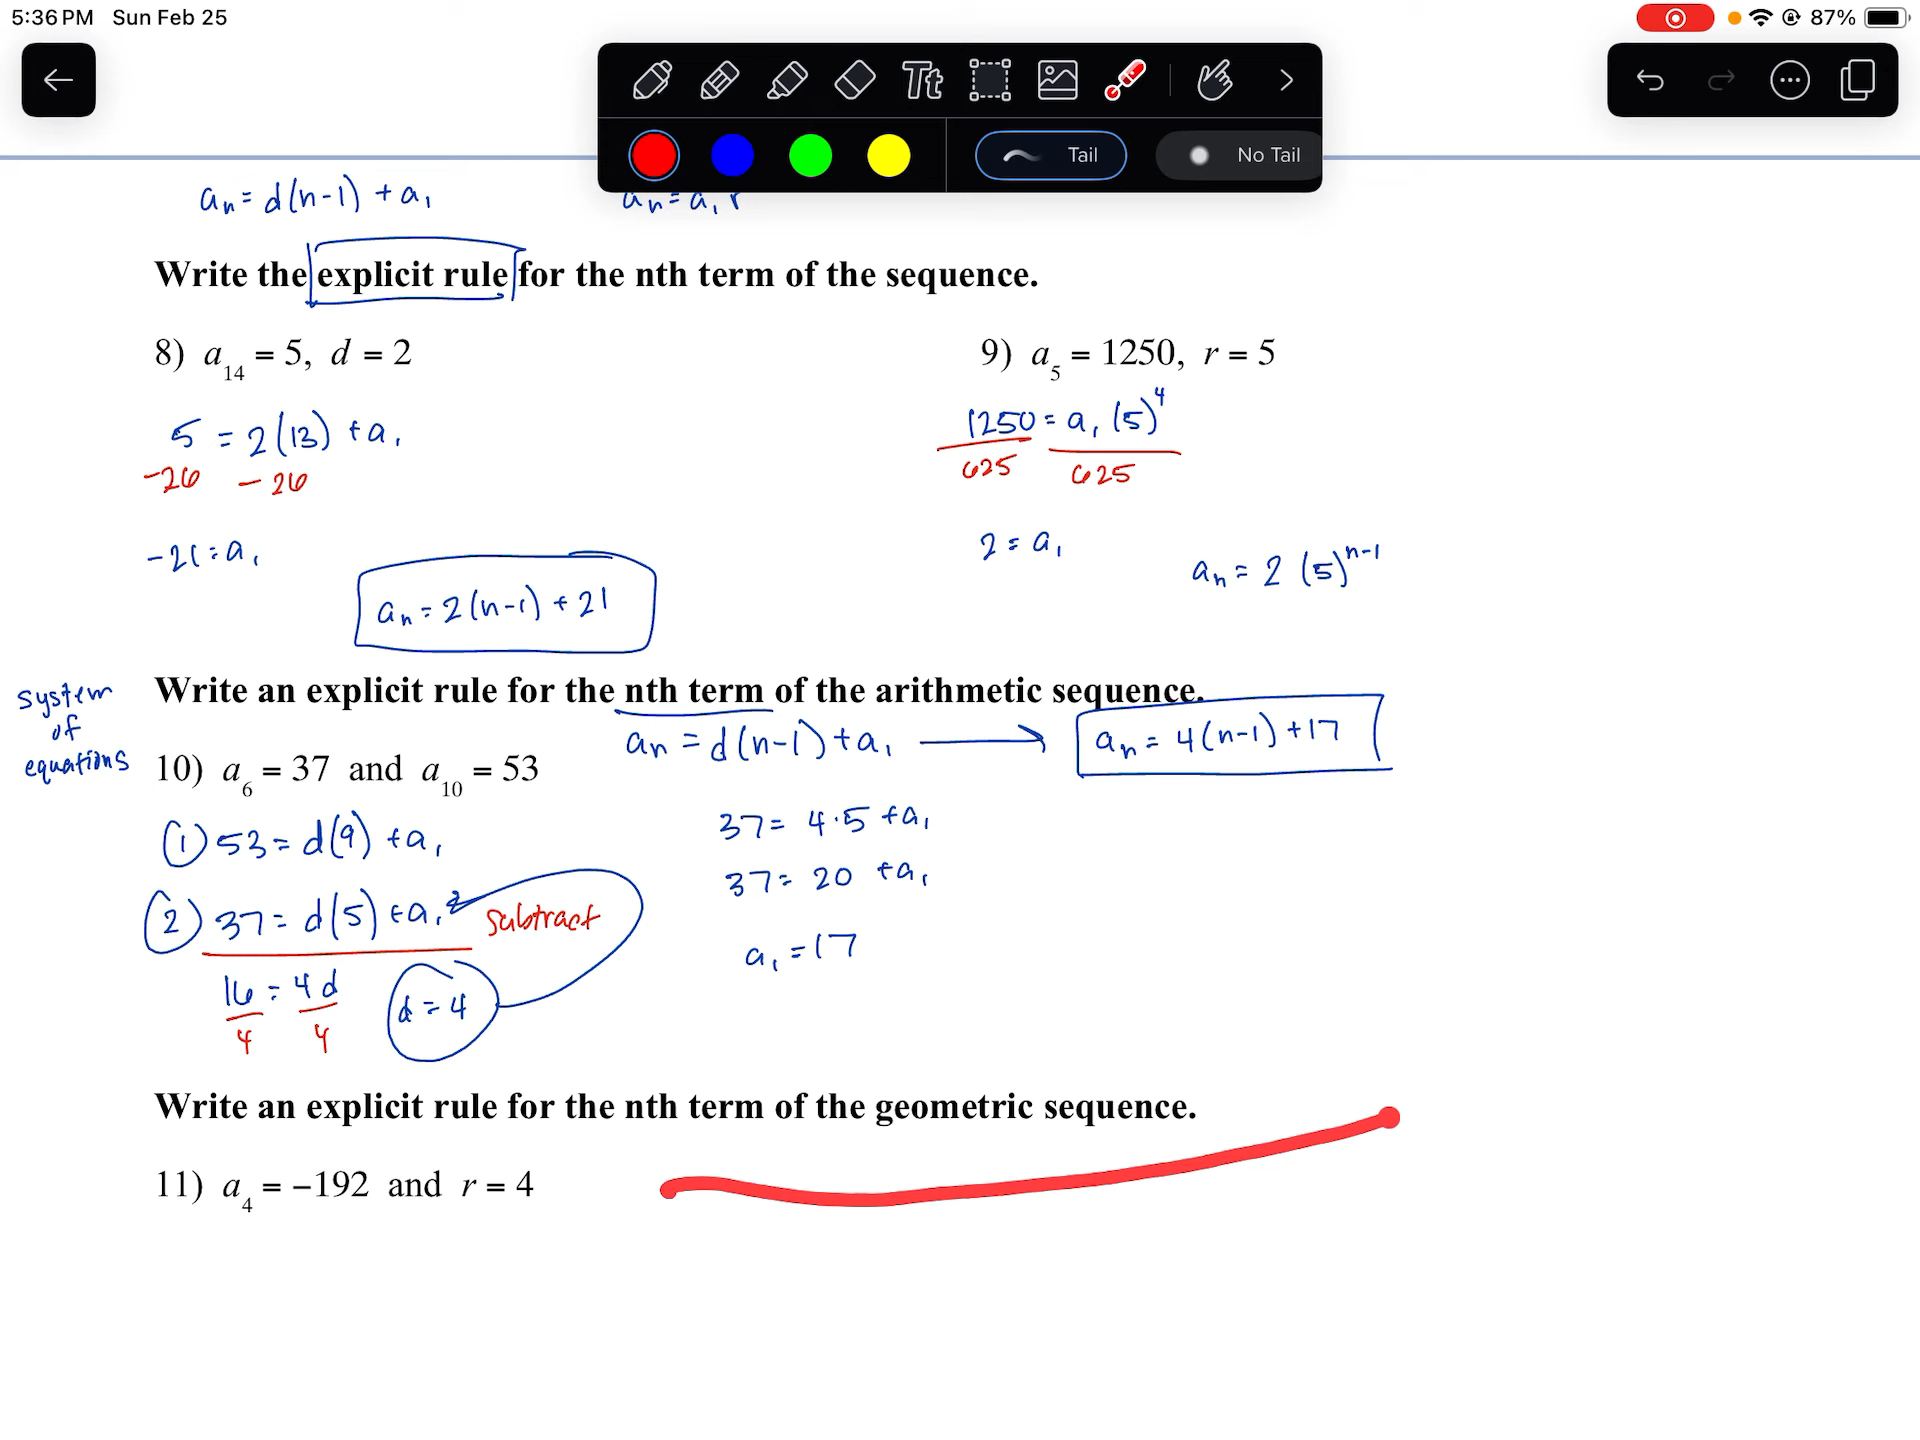 5:36 PM Sun Feb 25
87%
Tt
Tail
No Tail
aₙ = d(n-1) + a₁
aₙ = a₁ r
Write the explicit rule for the nth term of the sequence.
8) a₁₄ = 5, d = 2
5 = 2(13) + a₁
-26 - 26
-21 = a₁
aₙ = 2(n-1) + 21
9) a₅ = 1250, r = 5
1250 = a₁ (5)⁴
625 625
2 = a₁
aₙ = 2 (5)ⁿ⁻¹
system
of
equations
Write an explicit rule for the nth term of the arithmetic sequence.
aₙ = d(n-1) + a₁ → aₙ = 4(n-1) + 17
10) a₆ = 37 and a₁₀ = 53
① 53 = d(9) + a₁
② 37 = d(5) + a₁ subtract
16 = 4d d = 4
4 4
37 = 4·5 + a₁
37 = 20 + a₁
a₁ = 17
Write an explicit rule for the nth term of the geometric sequence.
11) a₄ = −192 and r = 4